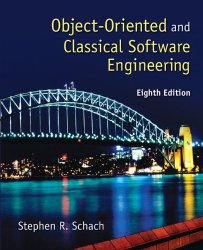 Object-Oriented and
Classical Software
Engineering
Eighth Edition
Stephen R. Schach